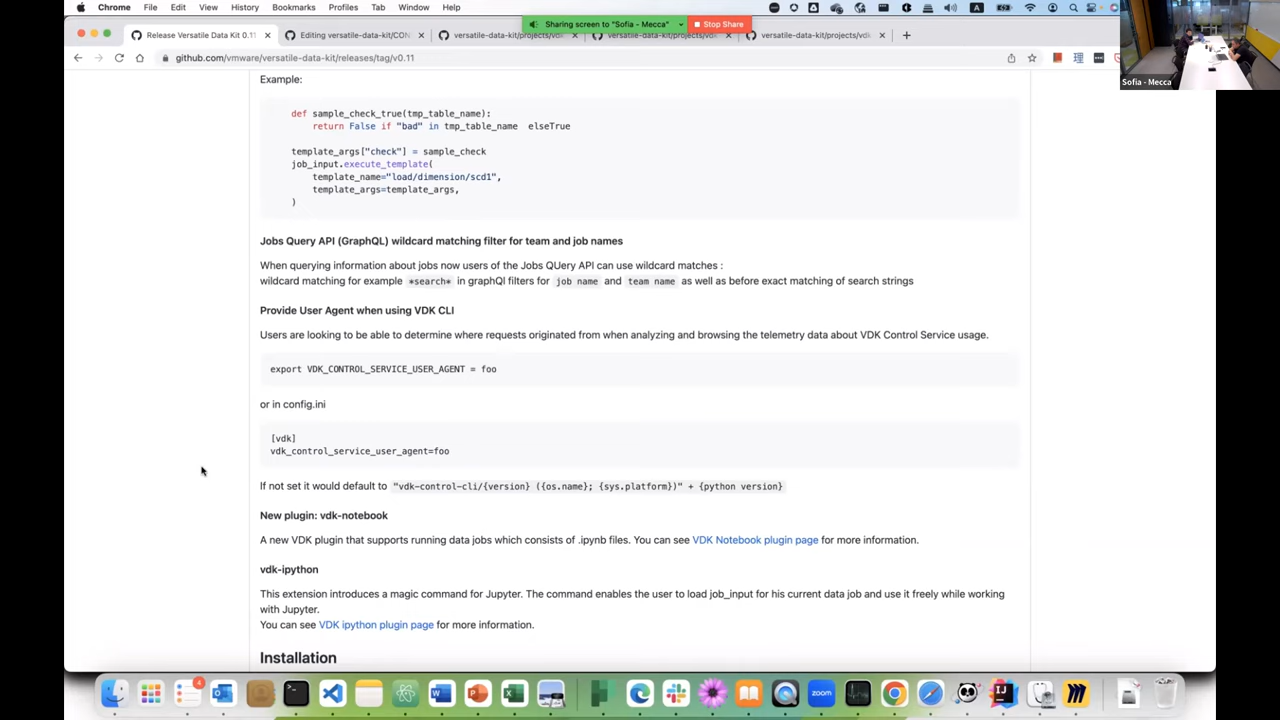 Chrome File Edit View History Bookmarks Profiles Tab Window Help
Sharing screen to "Sofia - Mecca" Stop Share
Release Versatile Data Kit 0.11
Editing versatile-data-kit/CON
versatile-data-kit/projects/vdk
versatile-data-kit/projects/vdk
versatile-data-kit/projects/vdk
github.com/vmware/versatile-data-kit/releases/tag/v0.11
Sofia - Mecca
Example:
def sample_check_true(tmp_table_name):
return False if "bad" in tmp_table_name elseTrue
template_args["check"] = sample_check
job_input.execute_template(
template_name="load/dimension/scd1",
template_args=template_args,
)
Jobs Query API (GraphQL) wildcard matching filter for team and job names
When querying information about jobs now users of the Jobs QUery API can use wildcard matches :
wildcard matching for example *search* in graphQl filters for job name and team name as well as before exact matching of search strings
Provide User Agent when using VDK CLI
Users are looking to be able to determine where requests originated from when analyzing and browsing the telemetry data about VDK Control Service usage.
export VDK_CONTROL_SERVICE_USER_AGENT = foo
or in config.ini
[vdk]
vdk_control_service_user_agent=foo
If not set it would default to "vdk-control-cli/{version} ({os.name}; {sys.platform})" + {python version}
New plugin: vdk-notebook
A new VDK plugin that supports running data jobs which consists of .ipynb files. You can see VDK Notebook plugin page for more information.
vdk-ipython
This extension introduces a magic command for Jupyter. The command enables the user to load job_input for his current data job and use it freely while working
with Jupyter.
You can see VDK ipython plugin page for more information.
Installation
4
zoom